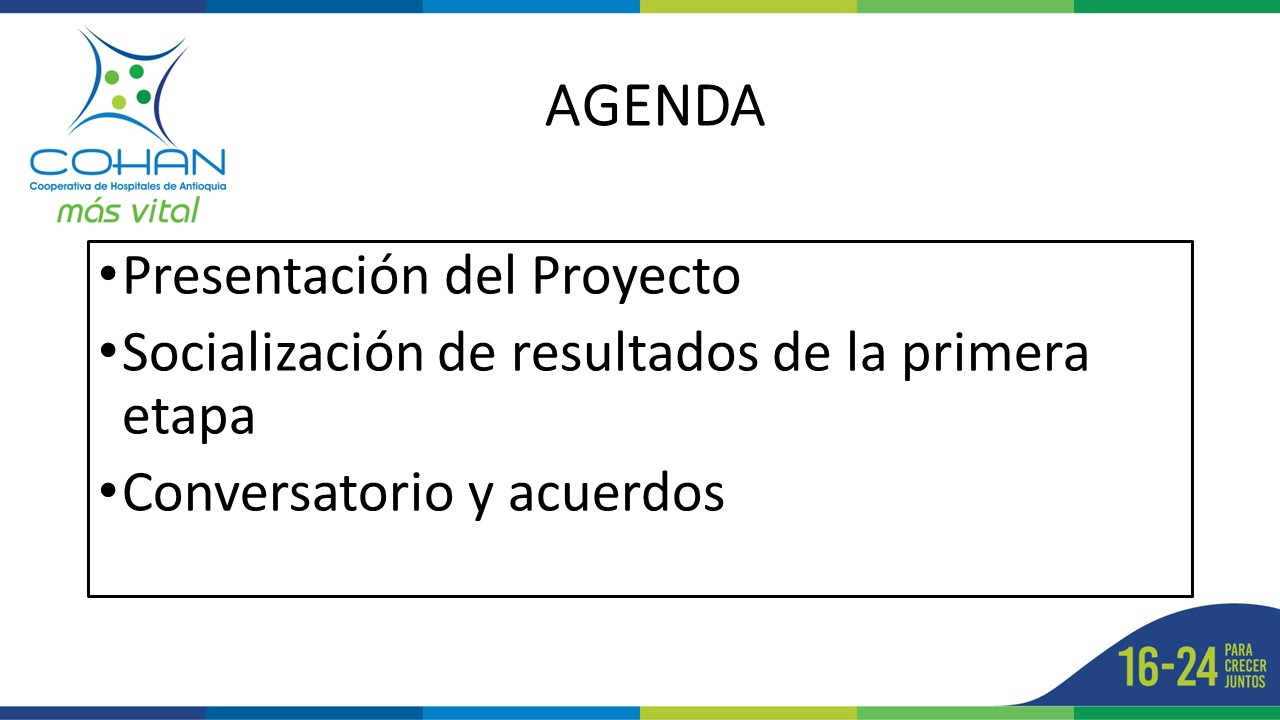 AGENDA
COHAN
Cooperativa de Hospitales de Antioquia
más vital
•Presentación del Proyecto
•Socialización de resultados de la primera
etapa
•Conversatorio y acuerdos
16-24
PARA
CRECER
JUNTOS